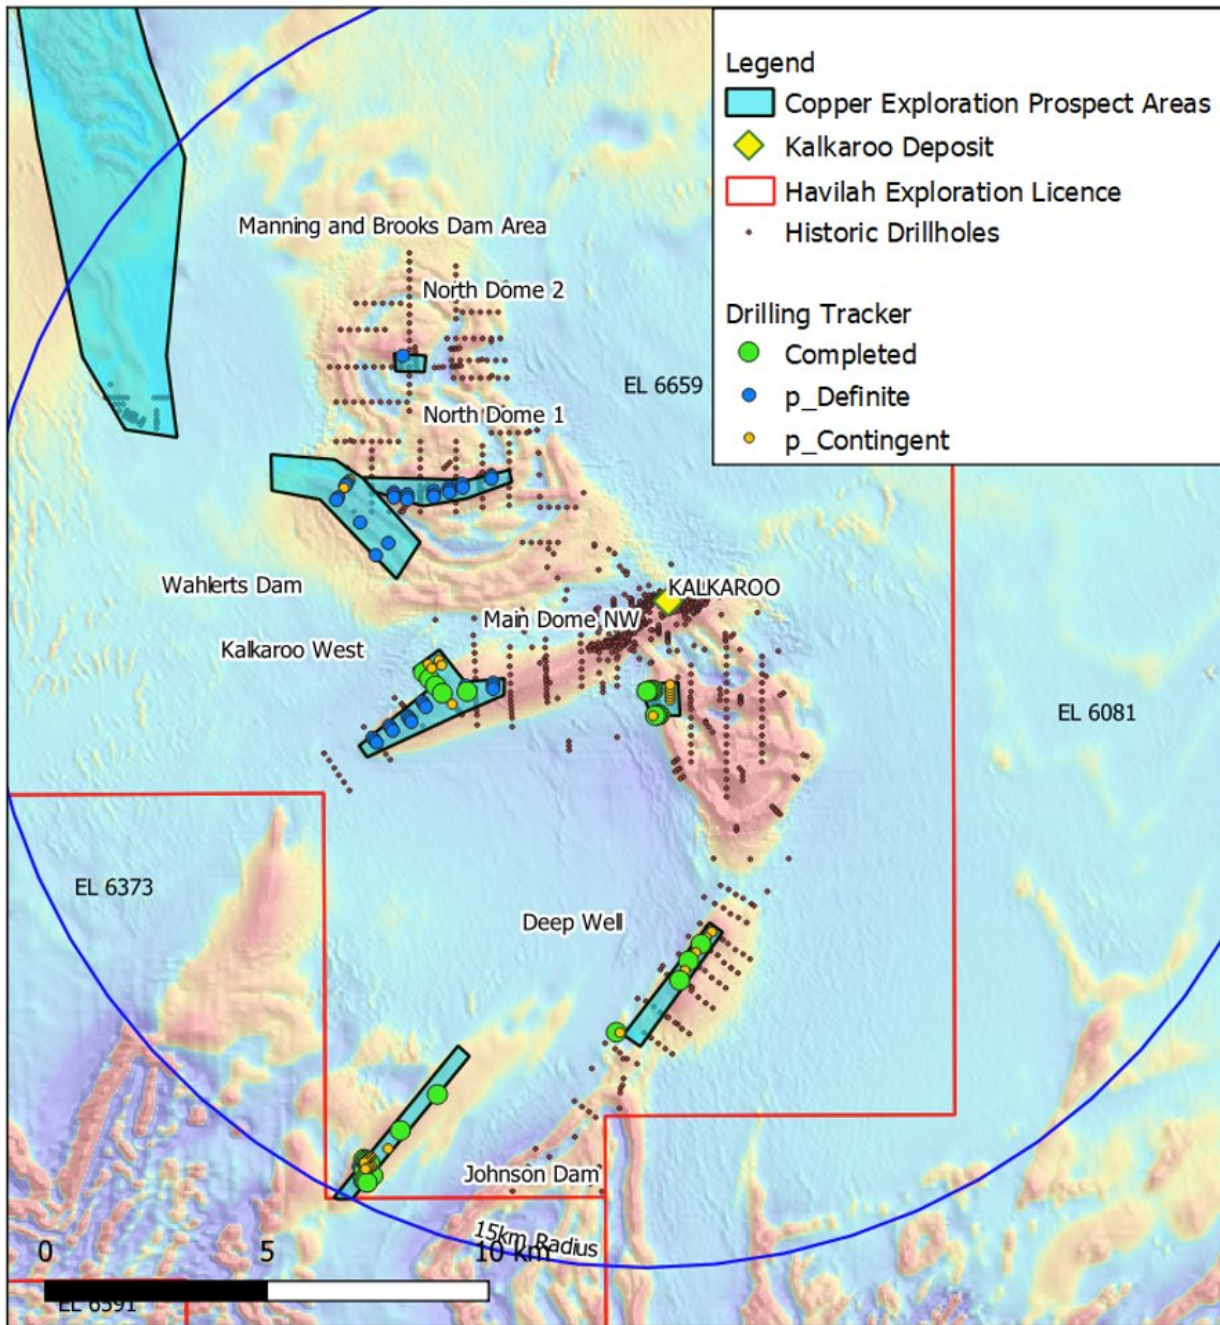 Legend
Copper Exploration Prospect Areas
Kalkaroo Deposit
Havilah Exploration Licence
Historic Drillholes
Drilling Tracker
Completed
p_Definite
p_Contingent
Manning and Brooks Dam Area
North Dome 2
EL 6659
North Dome 1
Wahlerts Dam
KALKAROO
Main Dome NW
Kalkaroo West
EL 6081
EL 6373
Deep Well
Johnson Dam
15km Radius
0 5 10 km
EL 6591